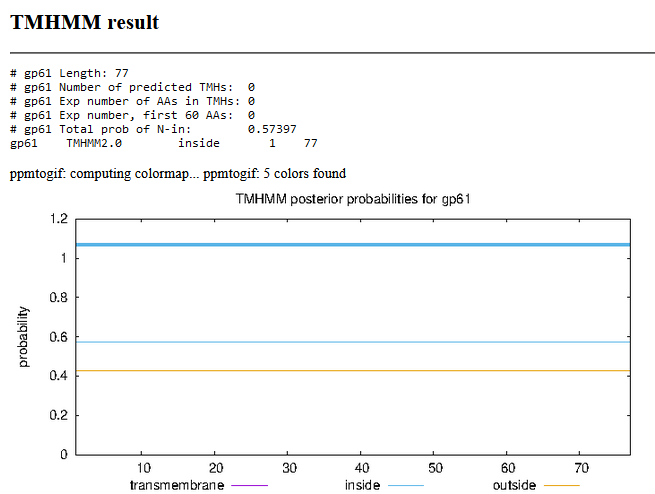 TMHMM result
# gp61 Length: 77
# gp61 Number of predicted TMHs: 0
# gp61 Exp number of AAs in TMHs: 0
# gp61 Exp number, first 60 AAs: 0
# gp61 Total prob of N-in: 0.57397
gp61 TMHMM2.0 inside 1 77
ppmtogif: computing colormap... ppmtogif: 5 colors found
TMHMM posterior probabilities for gp61
1.2
1
0.8
0.6
0.4
0.2
0
probability
10 20 30 40 50 60 70
transmembrane inside outside